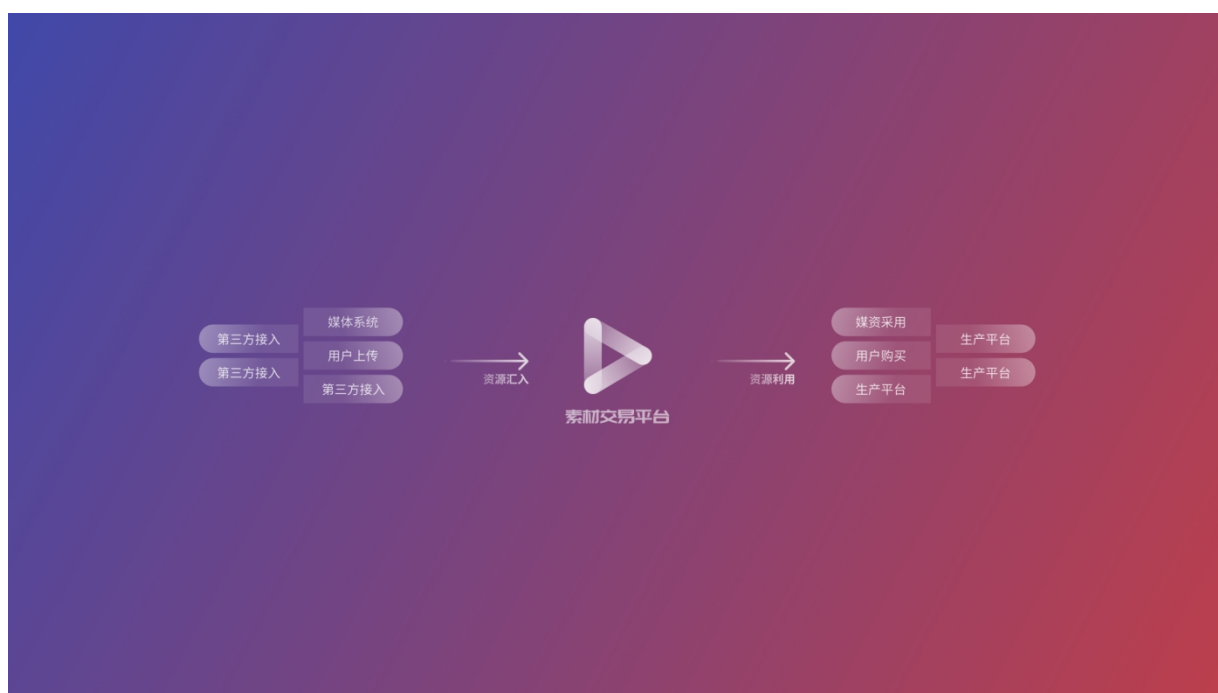 第三方接入
第三方接入
媒体系统
用户上传
第三方接入
资源汇入
素材交易平台
资源利用
媒资采用
用户购买
生产平台
生产平台
生产平台